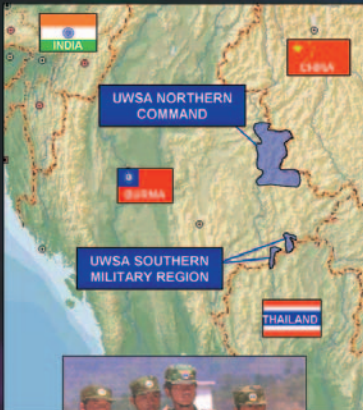 INDIA
CHINA
UWSA NORTHERN
COMMAND
BURMA
UWSA SOUTHERN
MILITARY REGION
THAILAND